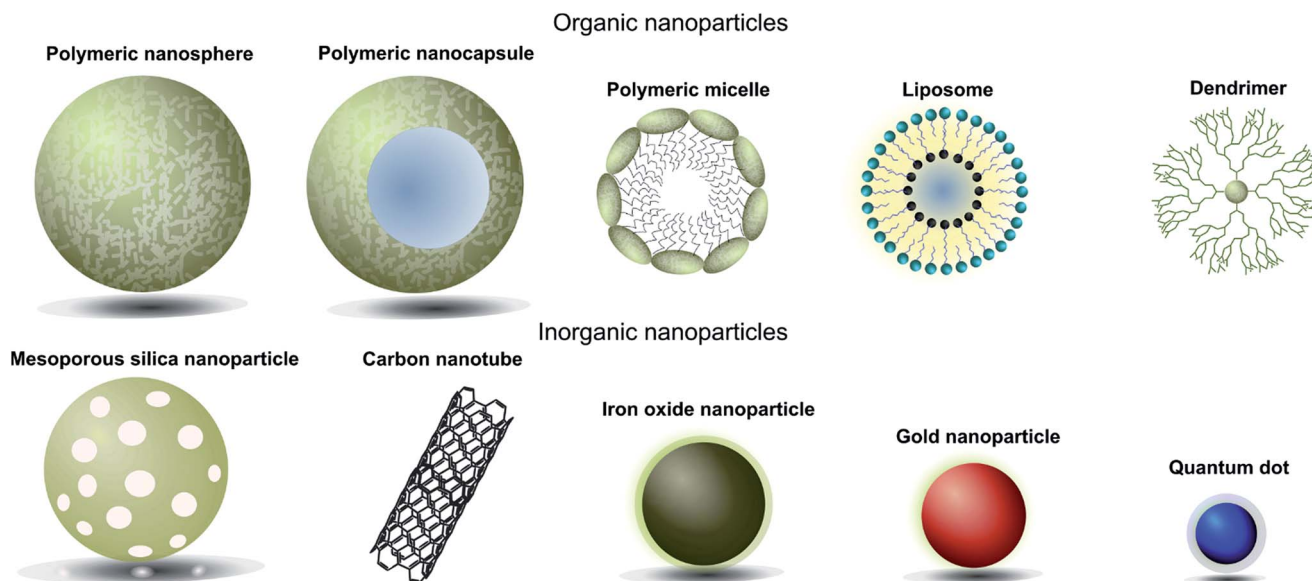 Organic nanoparticles
Polymeric nanosphere
Polymeric nanocapsule
Polymeric micelle
Liposome
Dendrimer
Inorganic nanoparticles
Mesoporous silica nanoparticle
Carbon nanotube
Iron oxide nanoparticle
Gold nanoparticle
Quantum dot